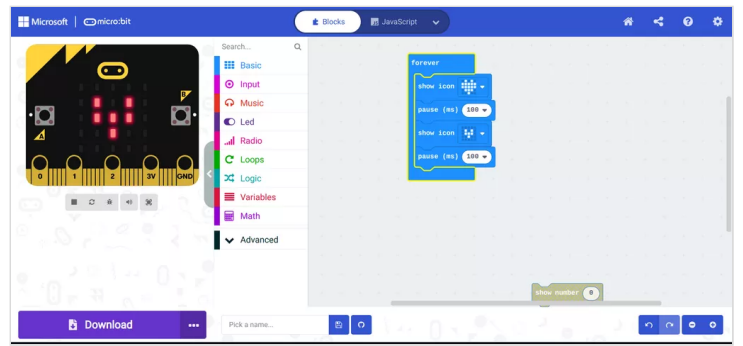 Microsoft micro:bit
Blocks
JavaScript
B
A
0 1 2 3V GND
Search...
Basic
Input
Music
Led
Radio
Loops
Logic
Variables
Math
Advanced
forever
show icon
pause (ms) 100
show icon
pause (ms) 100
show number 0
Download
Pick a name...